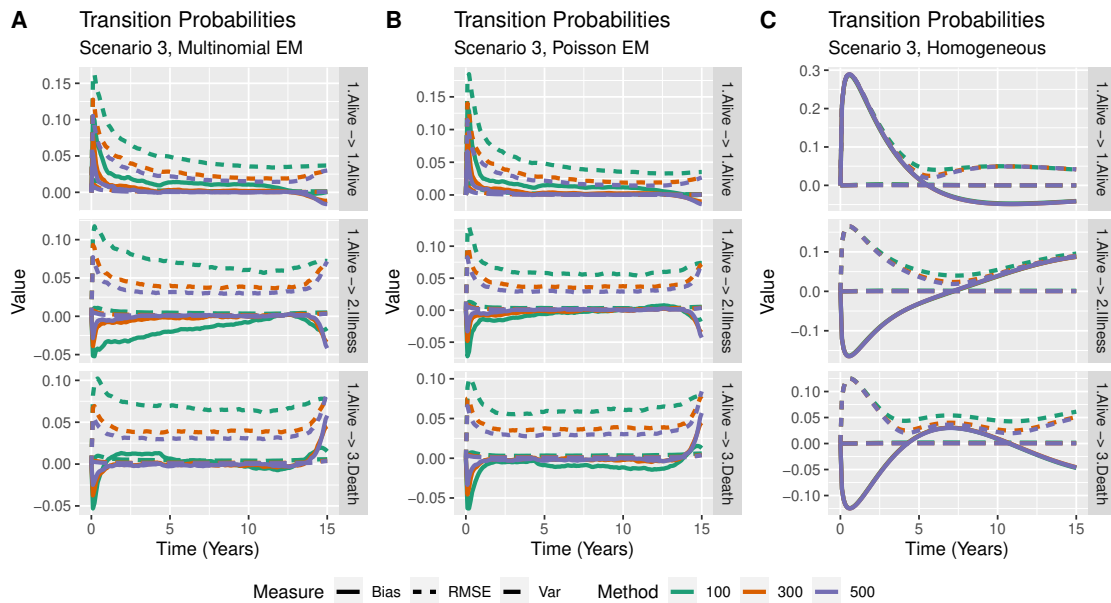 A
Transition Probabilities
Scenario 3, Multinomial EM
0.15
0.10
0.05
0.00
1.Alive −> 1.Alive
0.10
0.05
0.00
−0.05
1.Alive −> 2.Illness
0.10
0.05
0.00
−0.05
1.Alive −> 3.Death
Value
0
5
10
15
Time (Years)
B
Transition Probabilities
Scenario 3, Poisson EM
0.15
0.10
0.05
0.00
1.Alive −> 1.Alive
0.10
0.05
0.00
−0.05
1.Alive −> 2.Illness
0.10
0.05
0.00
−0.05
1.Alive −> 3.Death
Value
0
5
10
15
Time (Years)
C
Transition Probabilities
Scenario 3, Homogeneous
0.3
0.2
0.1
0.0
1.Alive −> 1.Alive
0.1
0.0
−0.1
1.Alive −> 2.Illness
0.10
0.05
0.00
−0.05
−0.10
1.Alive −> 3.Death
Value
0
5
10
15
Time (Years)
Measure Bias RMSE Var Method 100 300 500